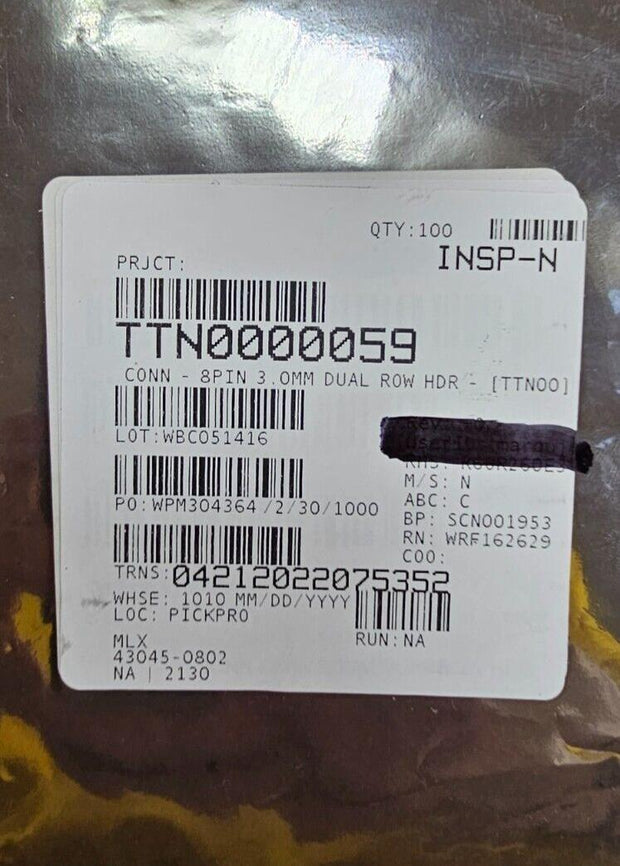 QTY:100
INSP-N
PRJCT:
TTN0000059
CONN - 8PIN 3.0MM DUAL ROW HDR - [TTN00]
LOT:WBC051416
PO:WPM304364/2/30/1000
M/S: N
ABC: C
BP: SCN001953
RN: WRF162629
COO:
TRNS:04212022075352
WHSE: 1010 MM/DD/YYYY
LOC: PICKPRO
RUN:NA
MLX
43045-0802
NA | 2130